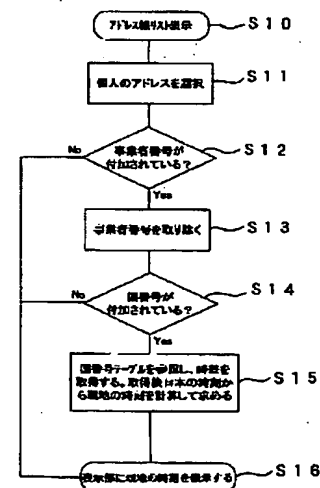 アドレス帳リスト表示
S10
個人のアドレスを選択
S11
事業者番号が
付加されている?
S12
No
Yes
事業者番号を取り除く
S13
国番号が
付加されている?
S14
No
Yes
国番号テーブルを参照し、時差を
取得する。取得後日本の時刻か
ら現地の時刻を計算して求める
S15
表示部に現地の時刻を表示する
S16